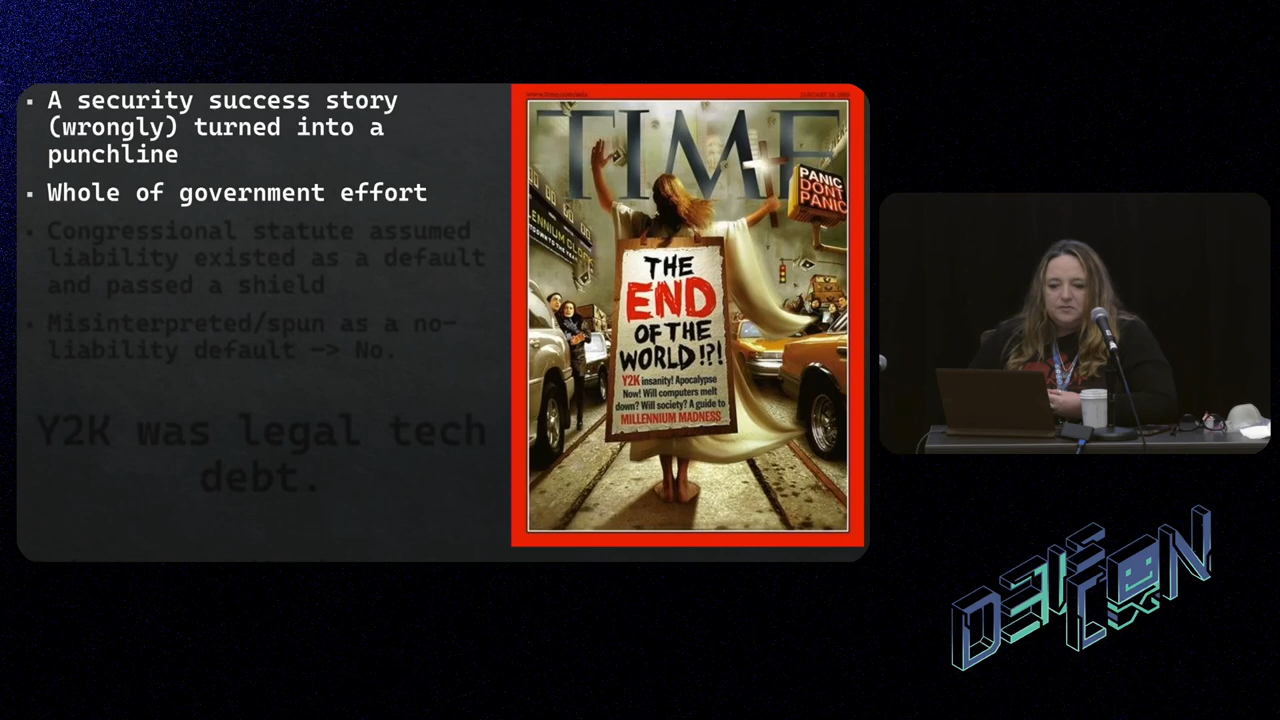 ▪ A security success story
(wrongly) turned into a
punchline
▪ Whole of government effort
▪ Congressional statute assumed
liability existed as a default
and passed a shield
▪ Misinterpreted/spun as a no-
liability default —> No.
Y2K was legal tech
debt.
TIME
PANIC
DONT
PANIC
THE
END
OF THE
WORLD!?!
Y2K insanity! Apocalypse
Now! Will computers melt
down? Will society? A guide to
MILLENNIUM MADNESS
DEF
CON